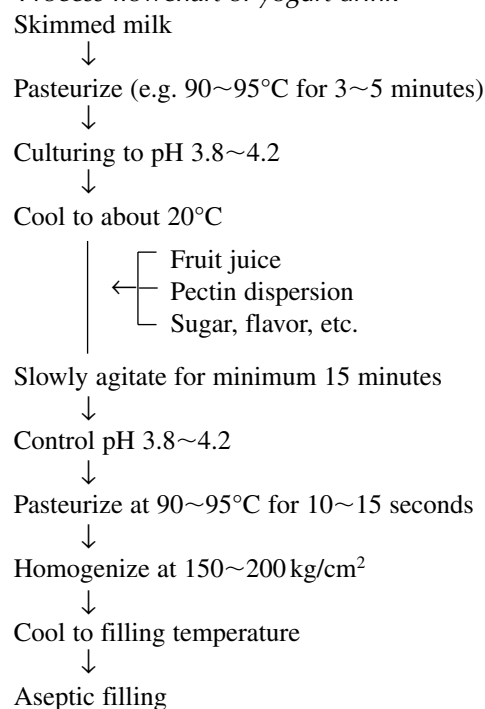 Process flowchart of yogurt drink
Skimmed milk
↓
Pasteurize (e.g. 90~95°C for 3~5 minutes)
↓
Culturing to pH 3.8~4.2
↓
Cool to about 20°C
Fruit juice
← Pectin dispersion
Sugar, flavor, etc.
Slowly agitate for minimum 15 minutes
↓
Control pH 3.8~4.2
↓
Pasteurize at 90~95°C for 10~15 seconds
↓
Homogenize at 150~200 kg/cm²
↓
Cool to filling temperature
↓
Aseptic filling